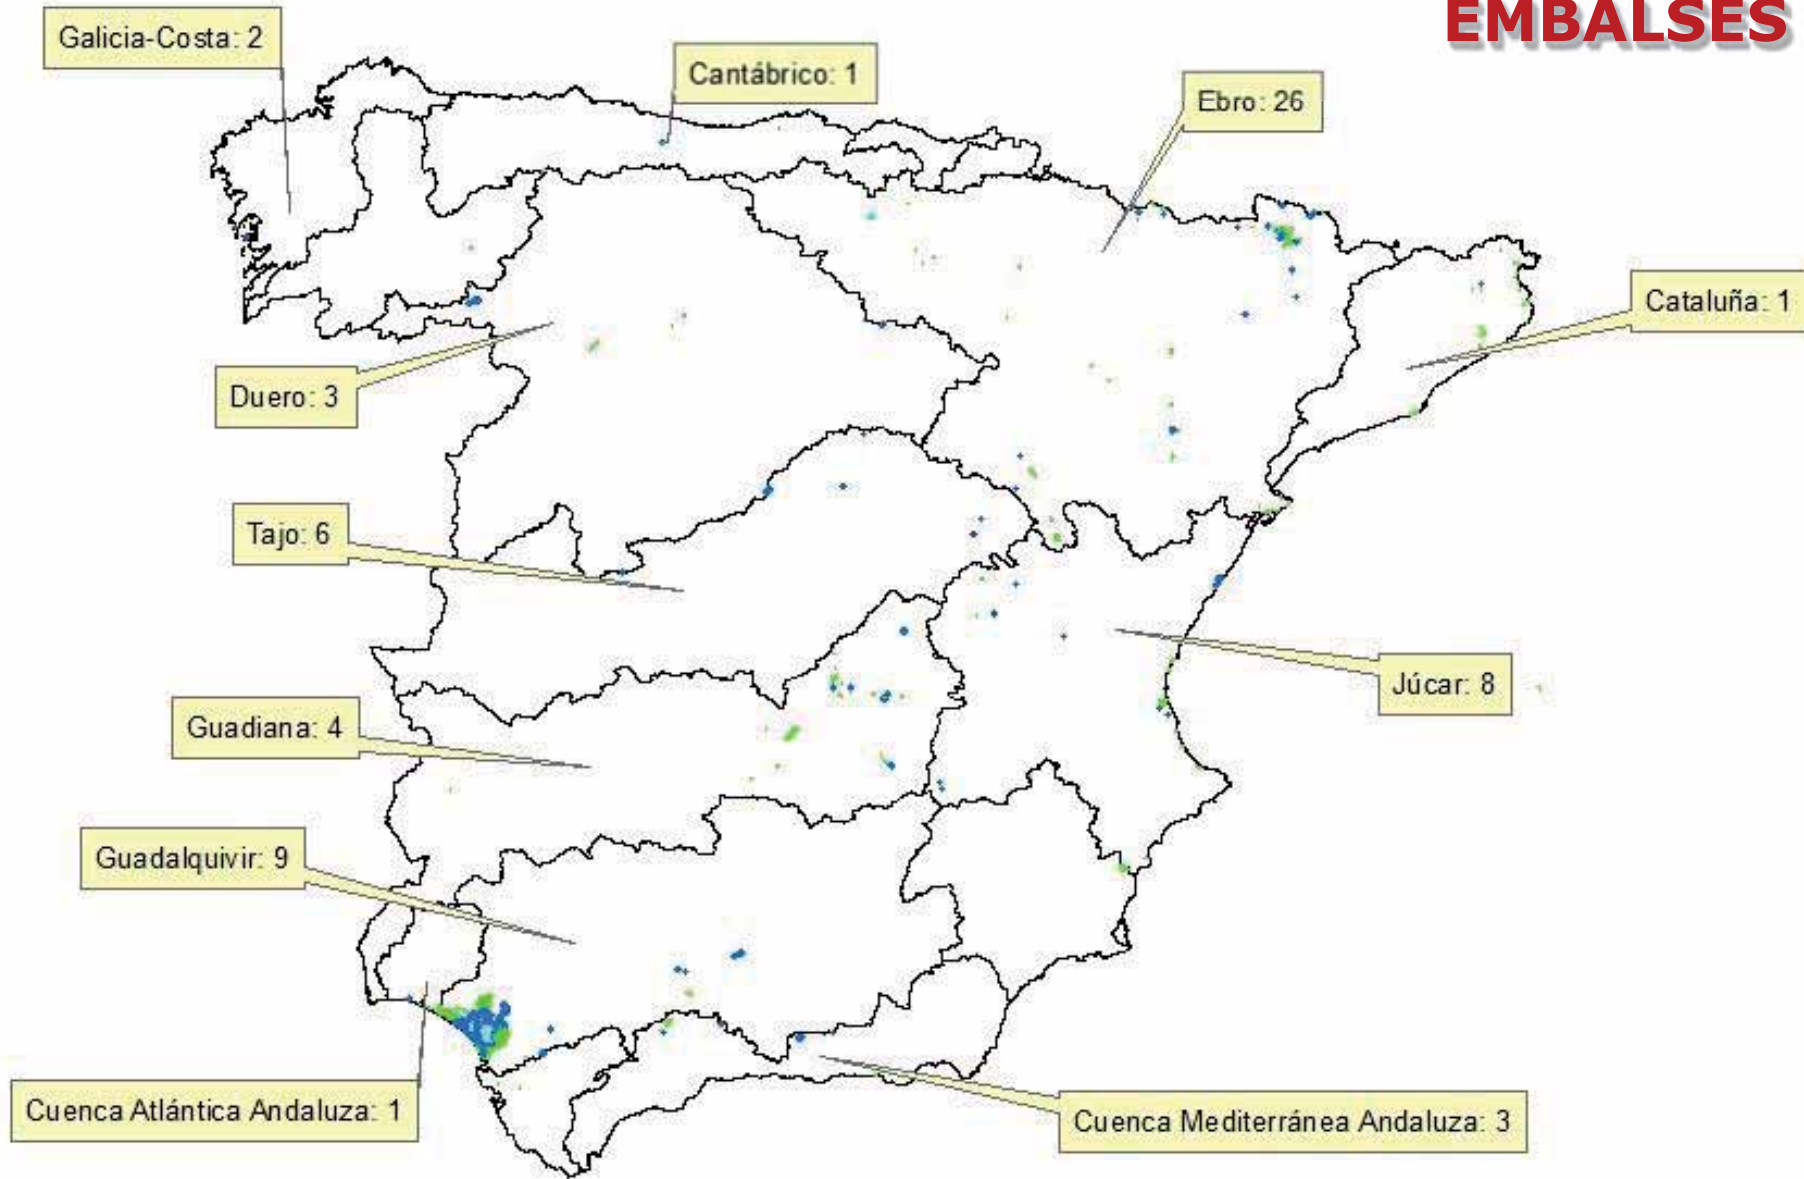 EMBALSES
Galicia-Costa: 2
Cantábrico: 1
Ebro: 26
Cataluña: 1
Duero: 3
Tajo: 6
Júcar: 8
Guadiana: 4
Guadalquivir: 9
Cuenca Atlántica Andaluza: 1
Cuenca Mediterránea Andaluza: 3